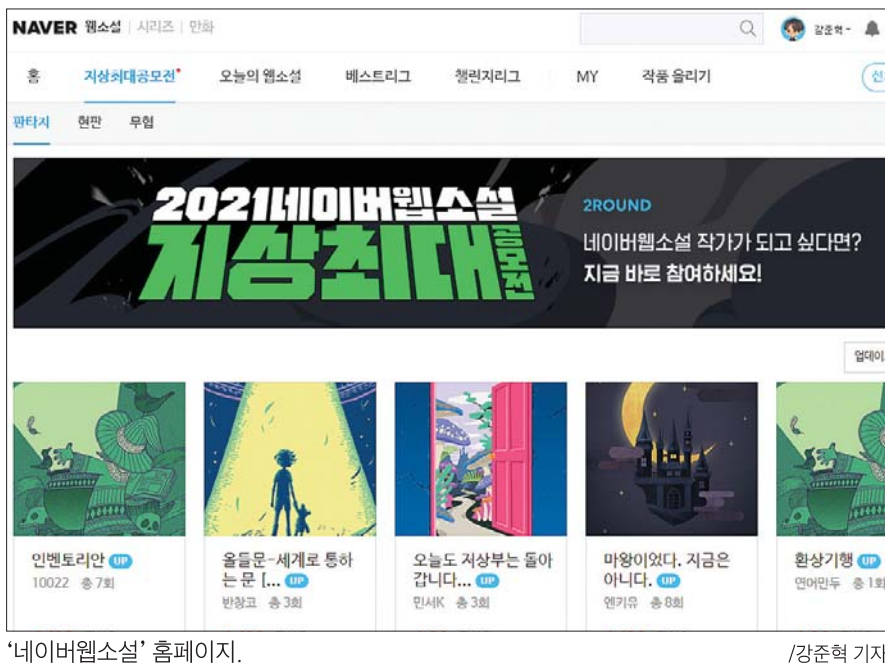 NAVER 웹소설 시리즈 만화
강준혁
홈 지상최대공모전 오늘의 웹소설 베스트리그 챌린지리그 MY 작품 올리기
판타지 현판 무협
2021네이버웹소설
지상최대공모전
2ROUND
네이버웹소설 작가가 되고 싶다면?
지금 바로 참여하세요!
업데이
인벤토리안 UP
10022 총 7회
올들문-세계로 통하
는 문 [... UP
반창코 총 3회
오늘도 저상부는 돌아
갑니다... UP
민서K 총 3회
마왕이었다. 지금은
아니다. UP
엔키유 총 8회
환상기행 UP
연어만두 총 1회
‘네이버웹소설’ 홈페이지.
/강준혁 기자